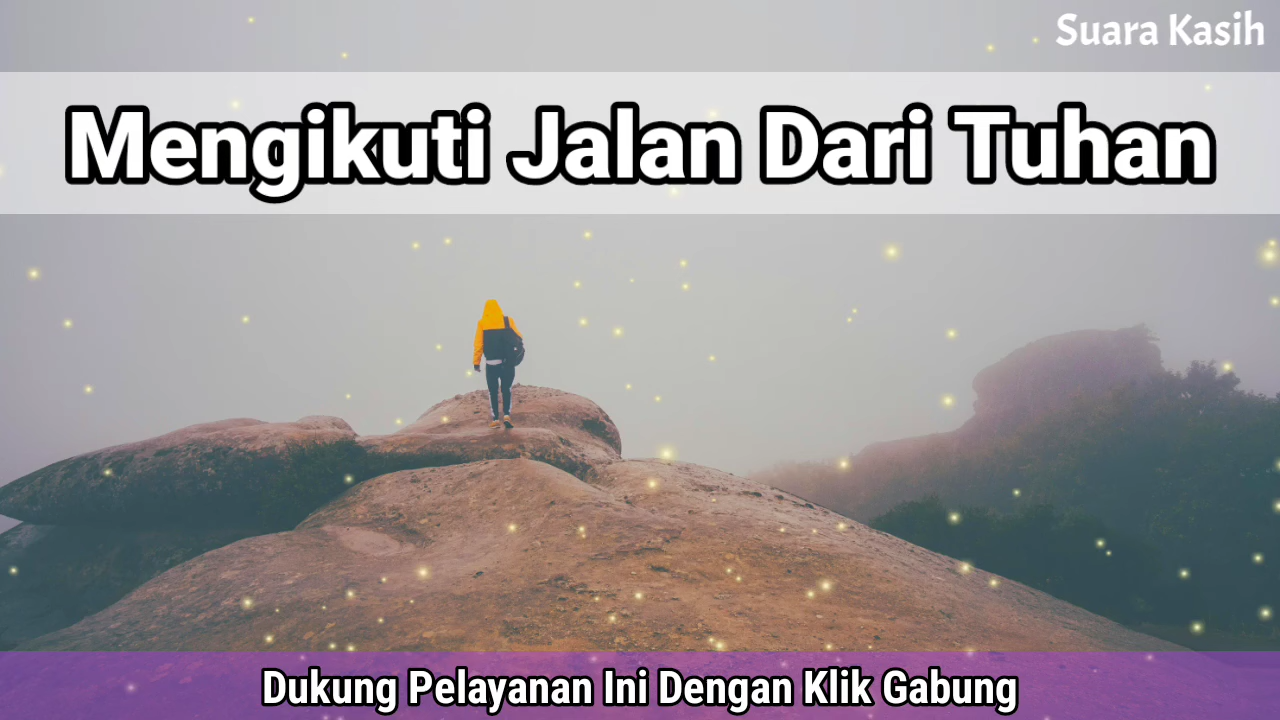 Suara Kasih
Mengikuti Jalan Dari Tuhan
Dukung Pelayanan Ini Dengan Klik Gabung